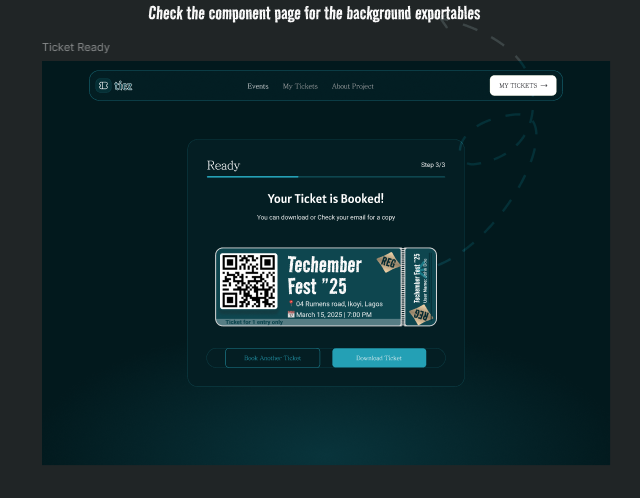 Check the component page for the background exportables
Ticket Ready
tiez
Events
My Tickets
About Project
MY TICKETS →
Ready
Step 3/3
Your Ticket is Booked!
You can download or Check your email for a copy
Techember
Fest "25
REG
📍 04 Rumens road, Ikoyi, Lagos
📅 March 15, 2025 | 7:00 PM
Ticket for 1 entry only
Techember Fest "25
User Name: John Doe
REG
Book Another Ticket
Download Ticket